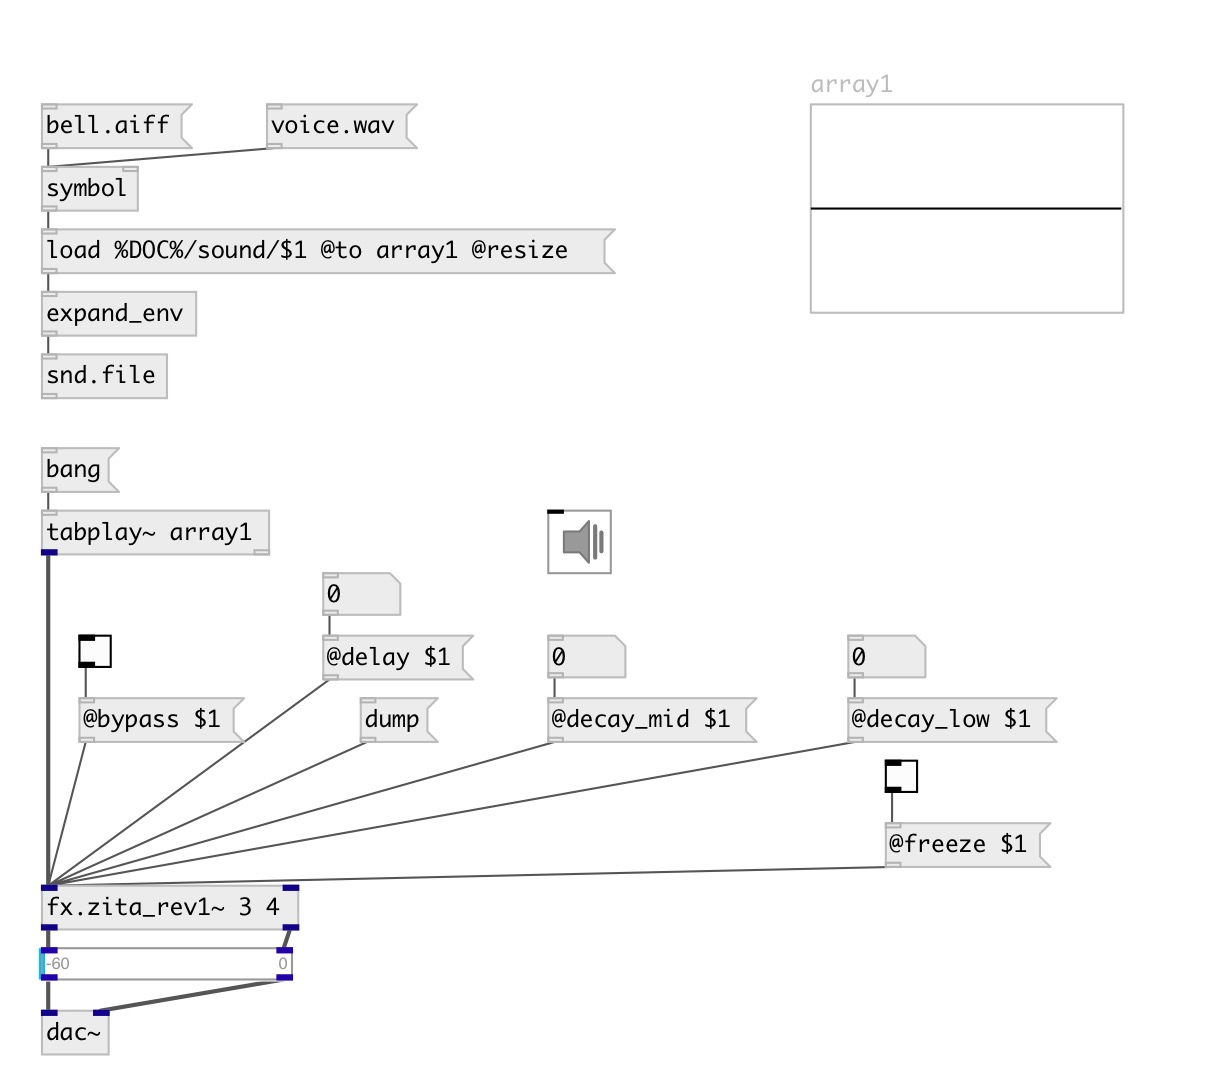 array1
bell.aiff
voice.wav
symbol
load %DOC%/sound/$1 @to array1 @resize
expand_env
snd.file
bang
tabplay~ array1
0
@delay $1
0
0
@bypass $1
dump
@decay_mid $1
@decay_low $1
@freeze $1
fx.zita_rev1~ 3 4
-60 0
dac~